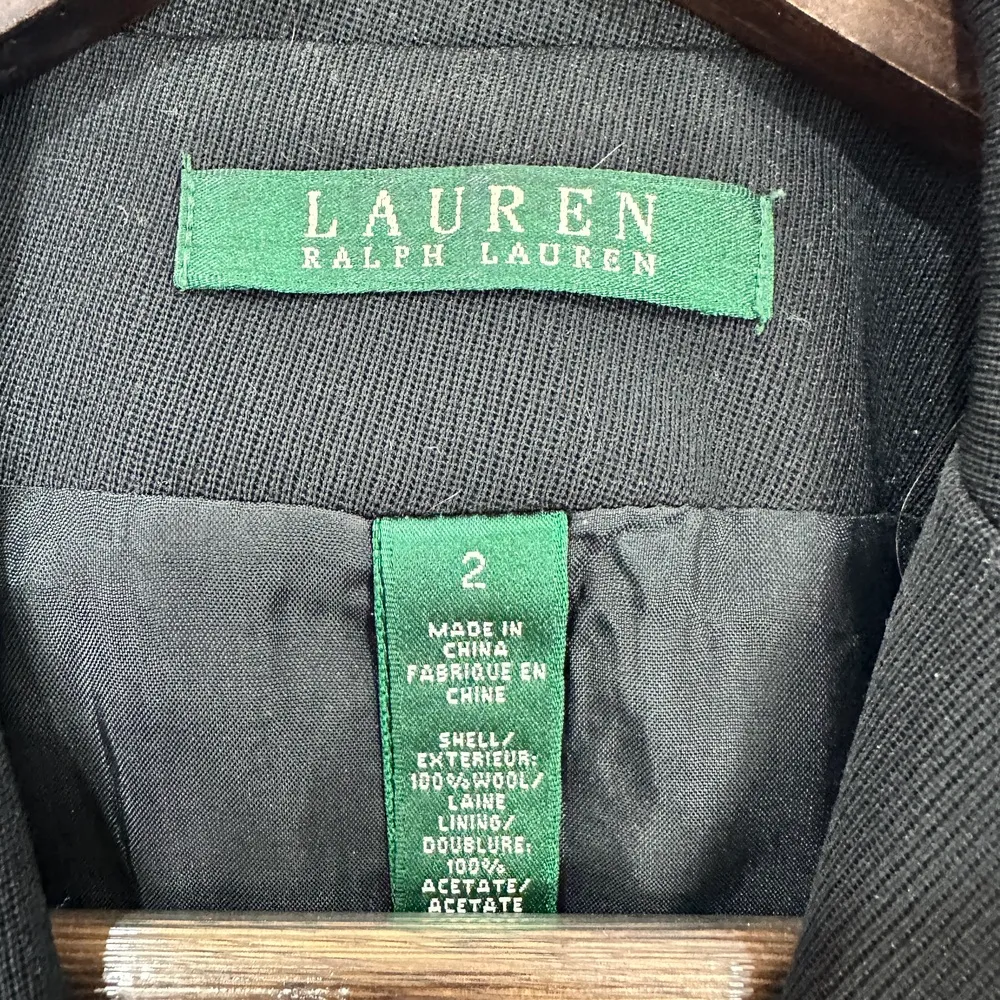 LAUREN
RALPH LAUREN
2
MADE IN
CHINA
FABRIQUE EN
CHINE
SHELL/
EXTERIEUR:
100%WOOL/
LAINE
LINING/
DOUBLURE:
100%
ACETATE/
ACETATE